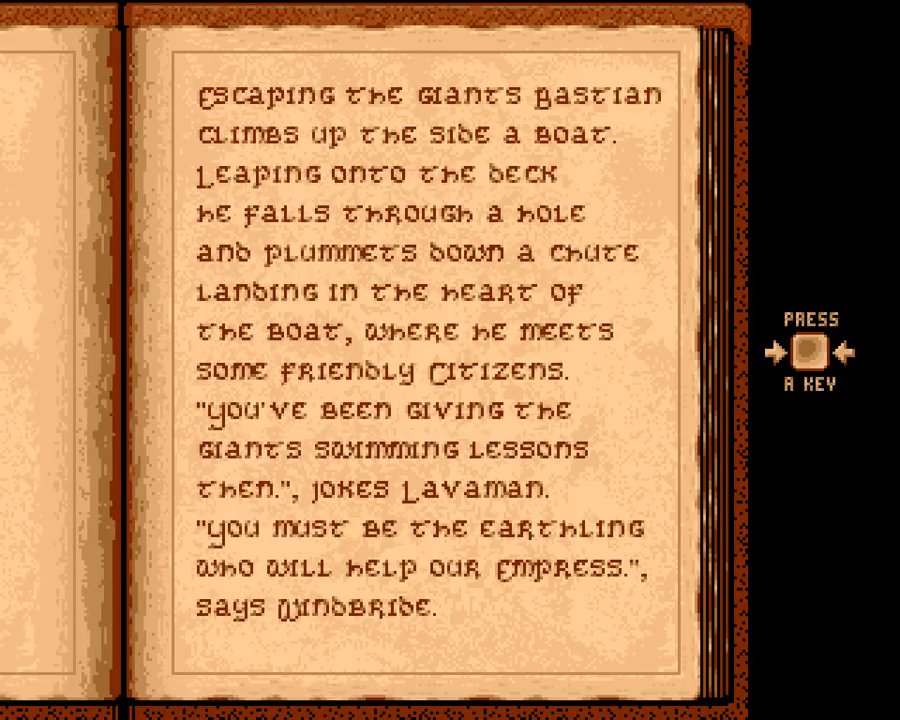 Escaping the giants Bastian
climbs up the side a boat.
Leaping onto the deck
he falls through a hole
and plummets down a chute
landing in the heart of
the boat, where he meets
some friendly Citizens.
"You've been giving the
giants swimming lessons
then.", jokes Lavaman.
"You must be the earthling
who will help our Empress.",
says Windbride.
PRESS
A KEY